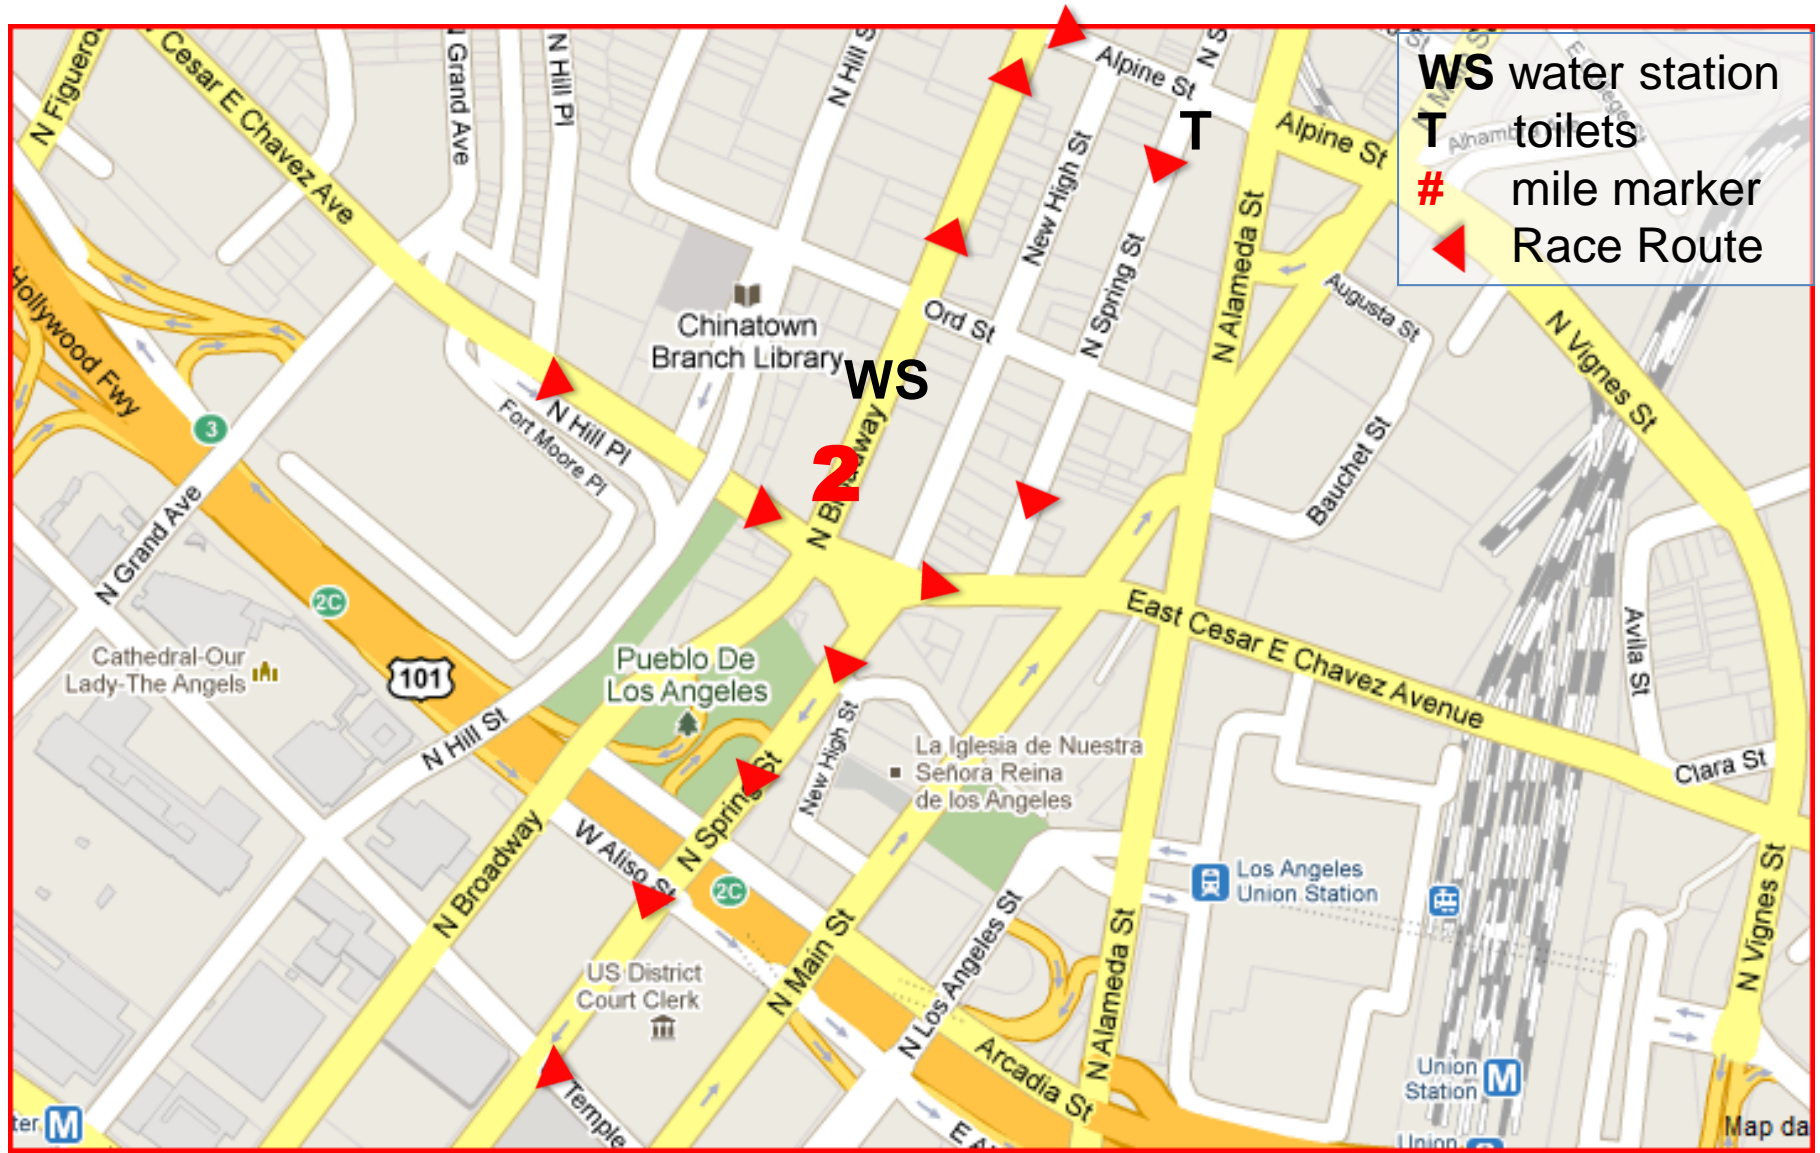 WS water station
T toilets
# mile marker
Race Route
N Figuero
Cesar E Chavez Ave
N Grand Ave
N Hill Pl
N Hill S
Alpine St
N S
T
Alpine St
Alhambra Ave
New High St
N Spring St
N Alameda St
Augusta St
N Vignes St
Hollywood Fwy
Chinatown
Branch Library
Ord St
WS
3
N Hill Pl
Fort Moore Pl
2
N Broadway
Bauchet St
N Grand Ave
2C
101
Cathedral-Our
Lady-The Angels
Pueblo De
Los Angeles
East Cesar E Chavez Avenue
Avila St
N Hill St
New High St
La Iglesia de Nuestra
Señora Reina
de los Angeles
Clara St
N Spring St
N Broadway
W Aliso St
2C
Los Angeles
Union Station
US District
Court Clerk
N Main St
N Los Angeles St
N Alameda St
N Vignes St
Arcadia St
Temple
Union
Station
M
ter
M
Union
Map da